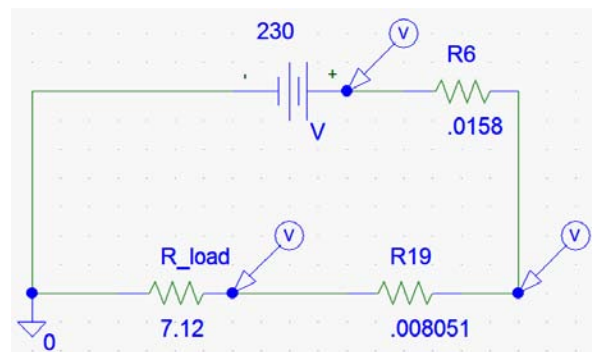 230
V
R6
- +
V
.0158
V
V
R_load
R19
0
7.12
.008051